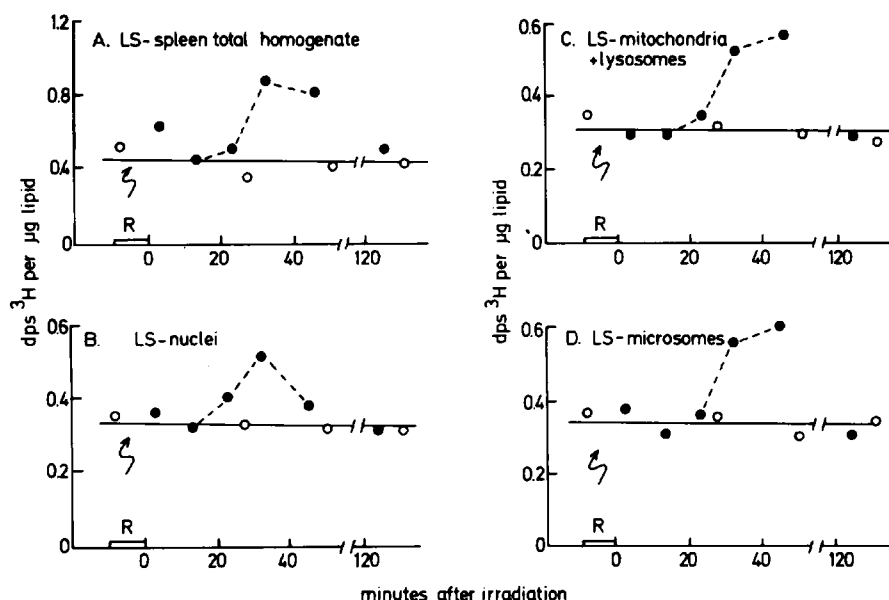 A. LS-spleen total homogenate
1.2
0.8
0.4
0
R
0 20 40 120
C. LS-mitochondria
+lysosomes
0.6
0.4
0.2
0
R
0 20 40 120
B. LS-nuclei
0.6
0.4
0.2
0
R
0 20 40 120
D. LS-microsomes
0.6
0.4
0.2
0
R
0 20 40 120
dps ³H per µg lipid
dps ³H per µg lipid
minutes after irradiation